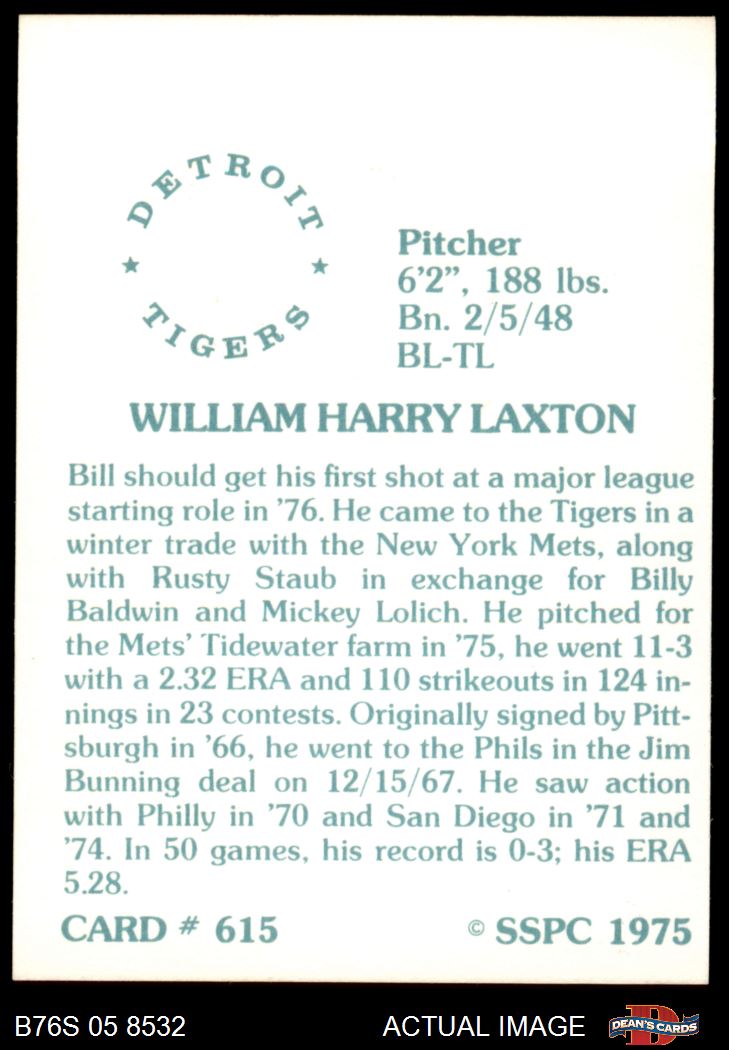 DETROIT
★ ★
TIGERS
Pitcher
6'2", 188 lbs.
Bn. 2/5/48
BL-TL
WILLIAM HARRY LAXTON
Bill should get his first shot at a major league
starting role in '76. He came to the Tigers in a
winter trade with the New York Mets, along
with Rusty Staub in exchange for Billy
Baldwin and Mickey Lolich. He pitched for
the Mets' Tidewater farm in '75, he went 11-3
with a 2.32 ERA and 110 strikeouts in 124 in-
nings in 23 contests. Originally signed by Pitt-
sburgh in '66, he went to the Phils in the Jim
Bunning deal on 12/15/67. He saw action
with Philly in '70 and San Diego in '71 and
'74. In 50 games, his record is 0-3; his ERA
5.28.
CARD # 615 © SSPC 1975
B76S 05 8532 ACTUAL IMAGE D DEAN'S CARDS